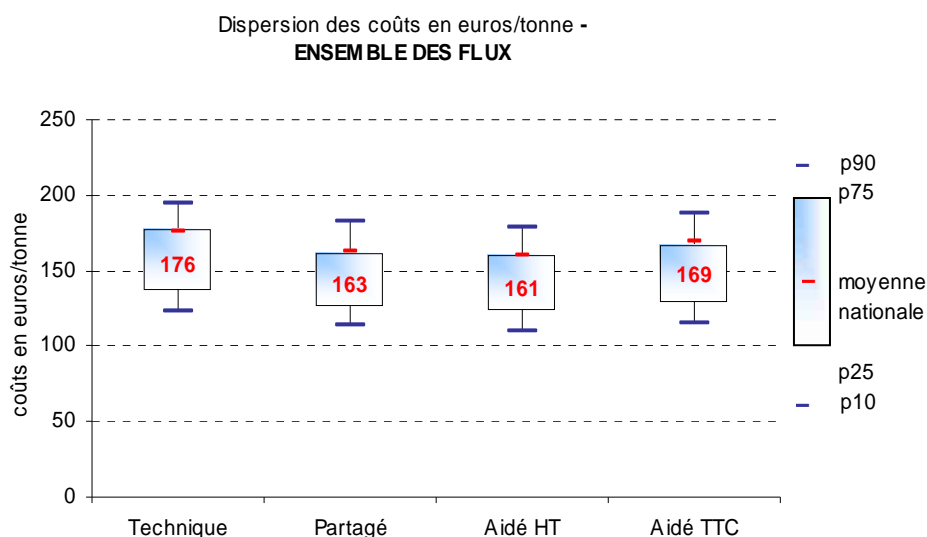 Dispersion des coûts en euros/tonne -
ENSEMBLE DES FLUX
coûts en euros/tonne
250
200
150
100
50
0
176
163
161
169
Technique
Partagé
Aidé HT
Aidé TTC
p90
p75
moyenne
nationale
p25
p10